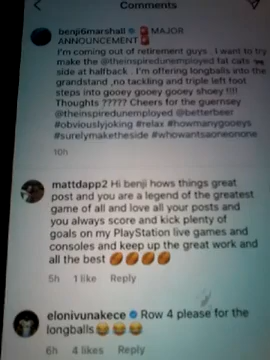 Comments
benji6marshall 🚨 MAJOR
ANNOUNCEMENT 🚨
I'm coming out of retirement guys . I want to try
make the @theinspiredunemployed fat cats
side at halfback . I'm offering longballs into the
grandstand ,no tackling and triple left foot
steps into gooey gooey gooey shoey !!!!
Thoughts ????? Cheers for the guernsey
@theinspiredunemployed @betterbeer
#obviouslyjoking #relax #howmanygooeys
#surelymaketheside #whowantsaoneonone
10h
mattdapp2 Hi benji hows things great
post and you are a legend of the greatest
game of all and love all your posts and
you always score and kick plenty of
goals on my PlayStation live games and
consoles and keep up the great work and
all the best 🏉🏉🏉🏉
5h 1 like Reply
elonivunakece Row 4 please for the
longballs😂😂😂
6h 4 likes Reply